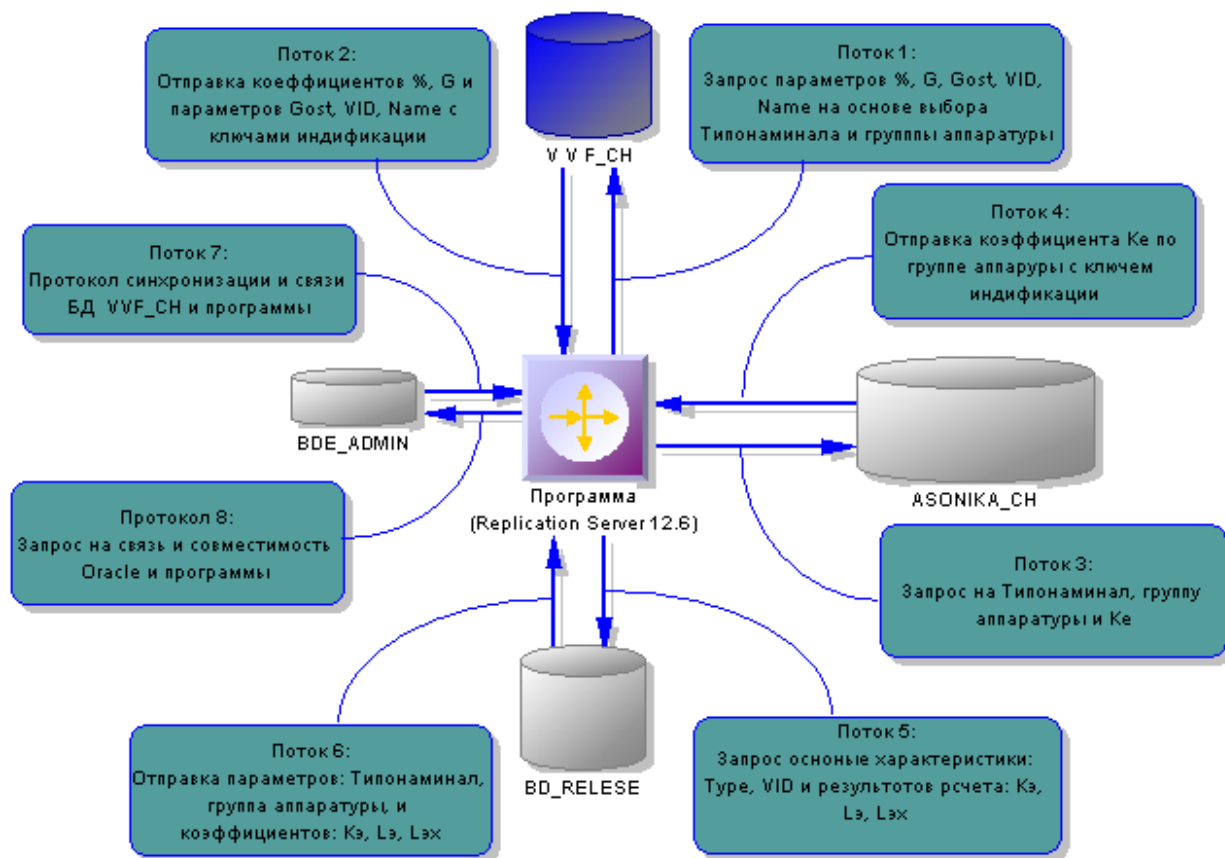 Поток 2:
Отправка коеффициентов %, G и
параметров Gost, VID, Name с
ключами индификации
Поток 1:
Запрос параметров %, G, Gost, VID,
Name на основе выбора
Типонаминала и групппы аппаратуры
V V F_CH
Поток 7:
Протокол синхронизации и связи
БД VVF_CH и программы
Поток 4:
Отправка коэффициента Ке по
группе аппаруры с ключем
индификации
BDE_ADMIN
ASONIKA_CH
Программа
(Replication Server 12.6)
Протокол 8:
Запрос на связь и совместимость
Oracle и программы
Поток 3:
Запрос на Типонаминал, группу
аппаратуры и Ке
Поток 6:
Отправка параметров: Типонаминал,
группа аппаратуры, и
коэффициентов: Кэ, Lэ, Lэх
BD_RELESE
Поток 5:
Запрос осноные характеристики:
Type, VID и результотов рсчета: Кэ,
Lэ, Lэх